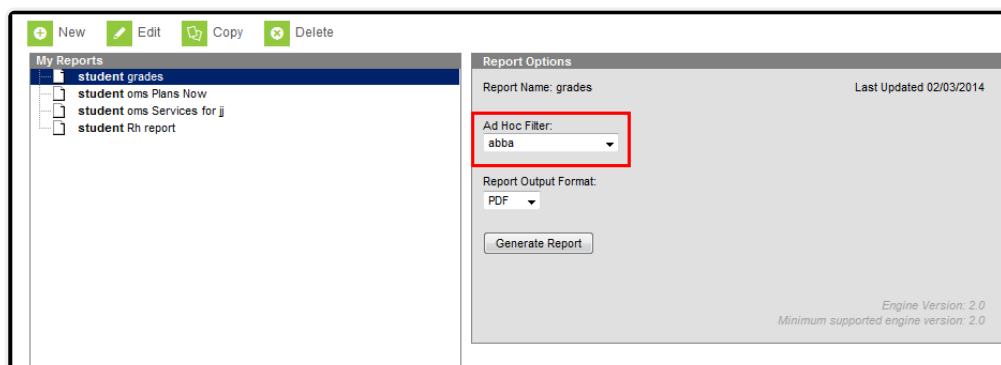 New Edit Copy Delete
My Reports
student grades
student oms Plans Now
student oms Services for jj
student Rh report
Report Options
Report Name: grades Last Updated 02/03/2014
Ad Hoc Filter:
abba
Report Output Format:
PDF
Generate Report
Engine Version: 2.0
Minimum supported engine version: 2.0